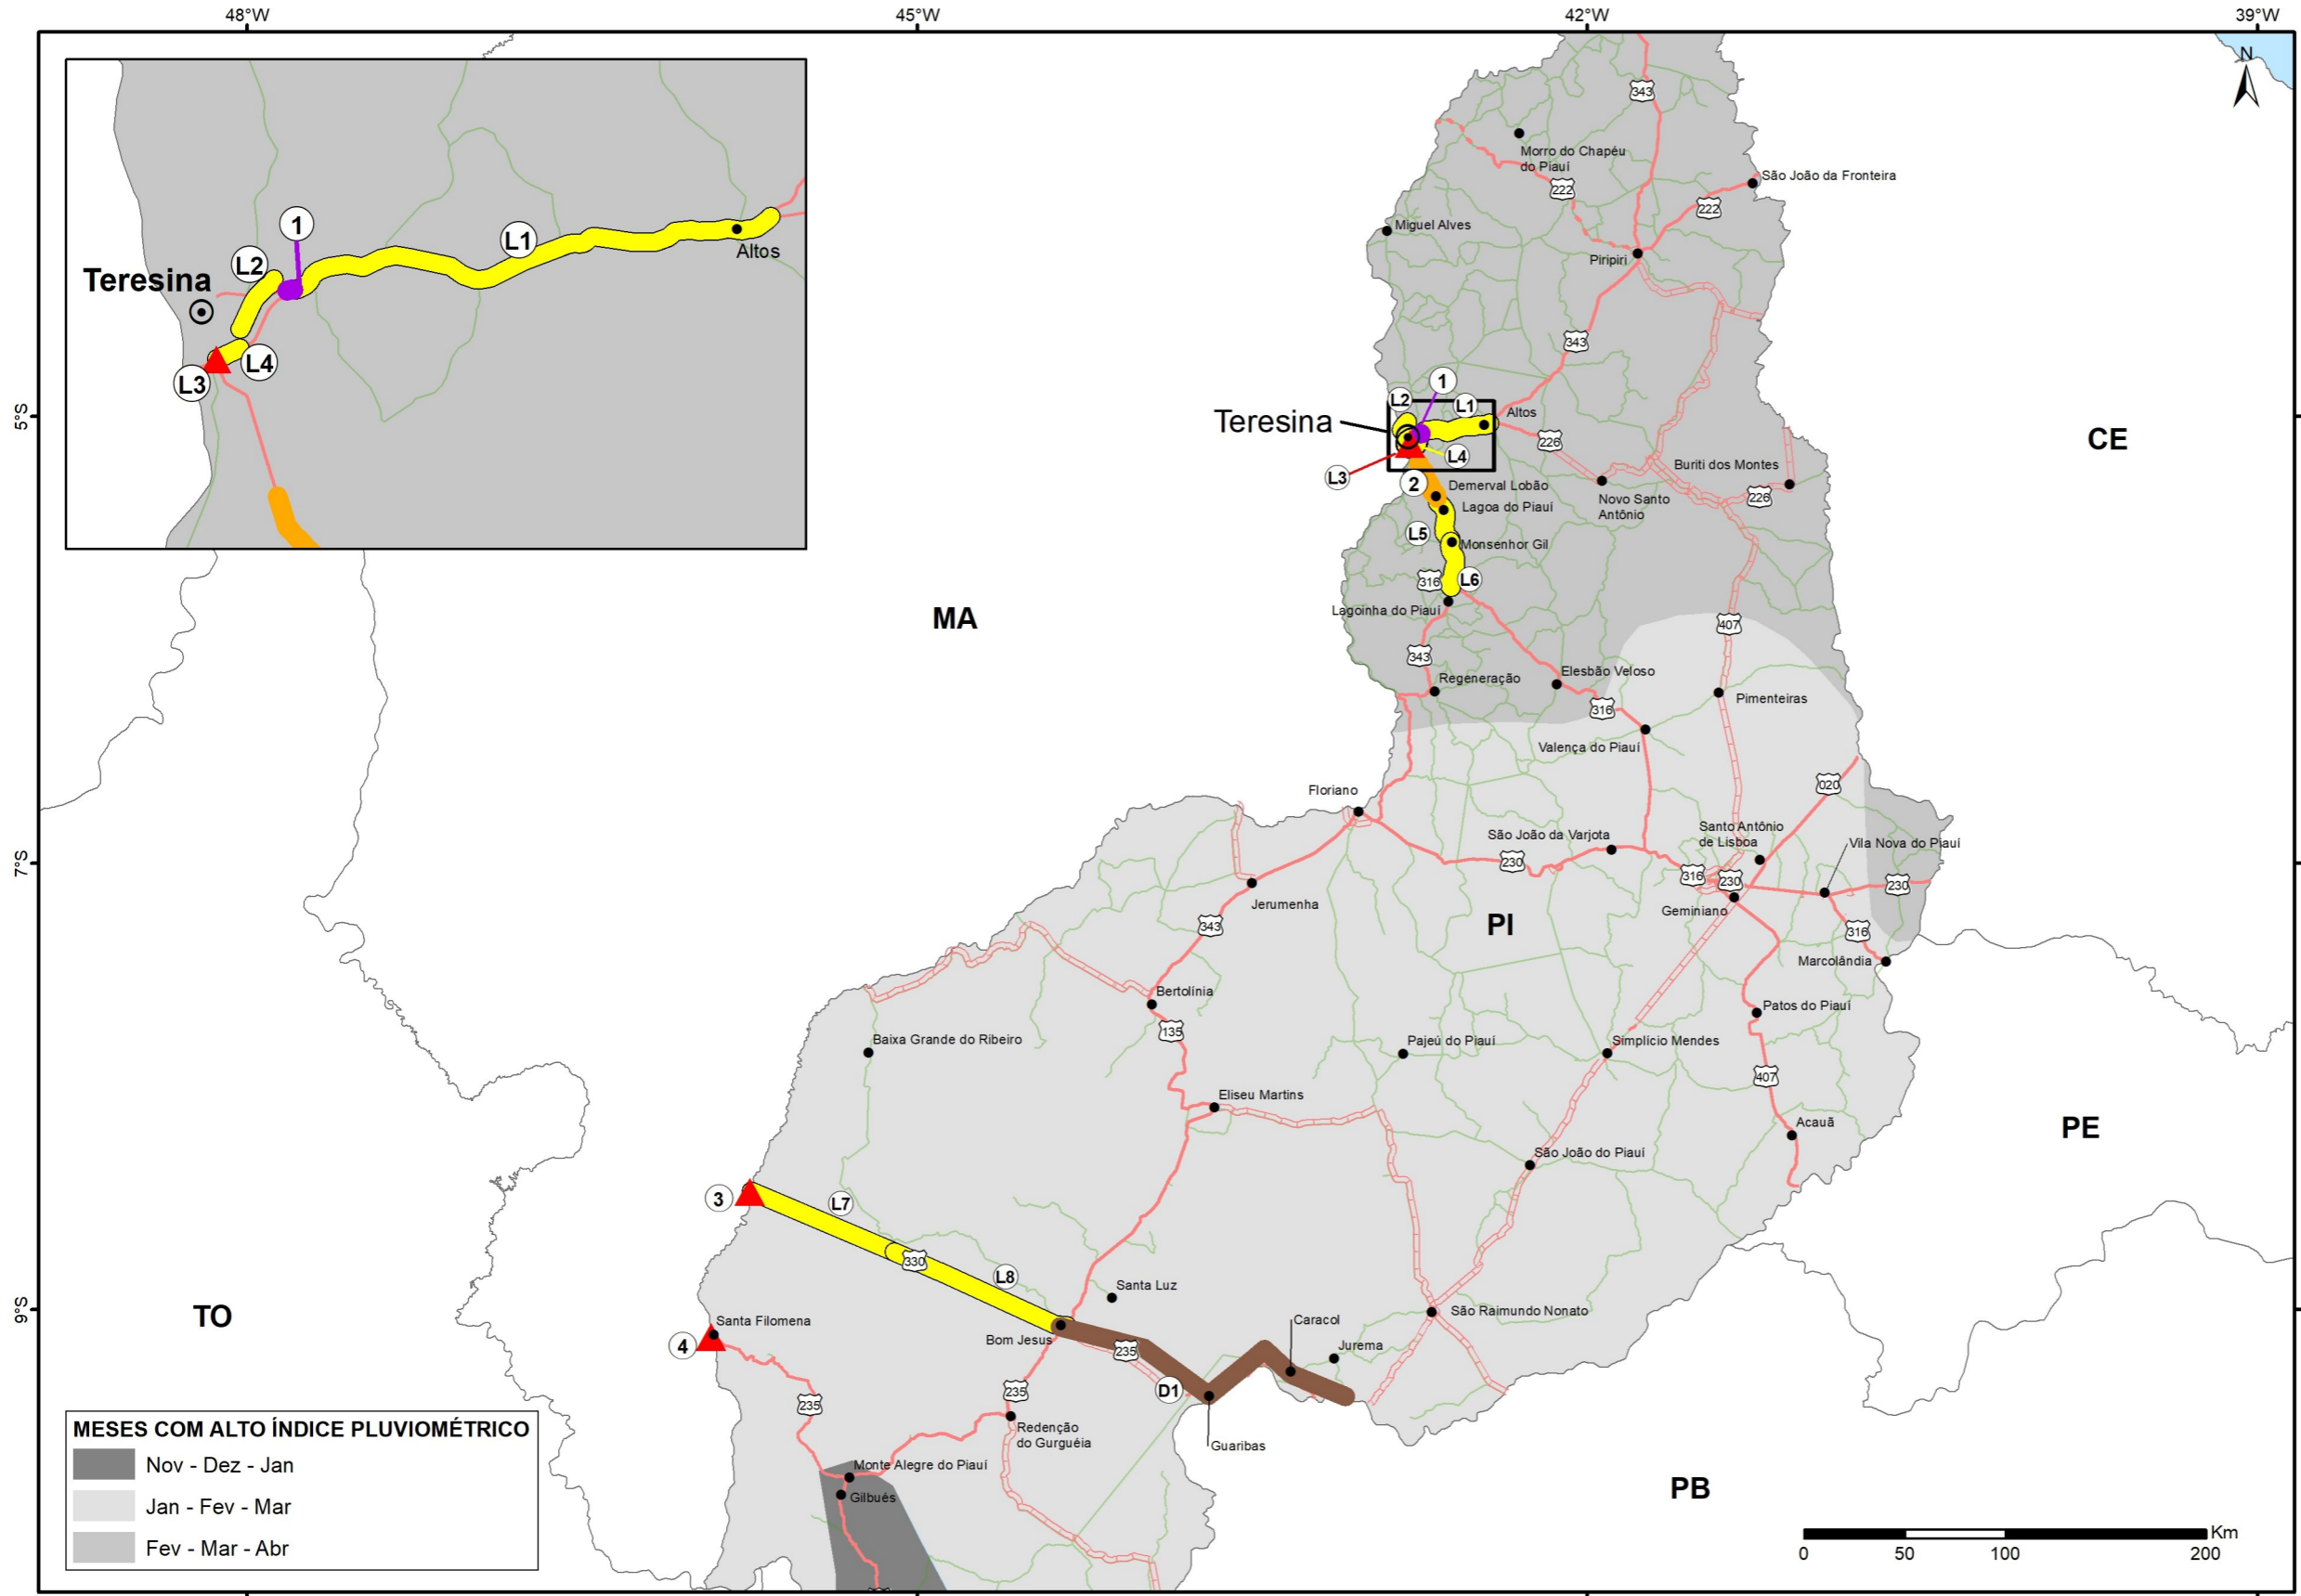 48°W
45°W
42°W
39°W
N
5°S
7°S
9°S
1
L1
L2
Teresina
Altos
L4
L3
343
Morro do Chapéu
do Piauí
222
São João da Fronteira
222
Miguel Alves
Piripiri
343
1
L2
L1
Altos
Teresina
226
CE
L4
L3
Buriti dos Montes
2
Demerval Lobão
Novo Santo
Antônio
226
Lagoa do Piauí
L5
Monsenhor Gil
316
L6
Lagoinha do Piauí
MA
407
343
Elesbão Veloso
Regeneração
Pimenteiras
316
Valença do Piauí
020
Floriano
São João da Varjota
Santo Antônio
de Lisboa
Vila Nova do Piauí
230
316
230
230
Jerumenha
Geminiano
343
PI
316
Marcolândia
Bertolínia
Patos do Piauí
135
Baixa Grande do Ribeiro
Pajeú do Piauí
Simplício Mendes
407
Eliseu Martins
Acauã
PE
São João do Piauí
3
L7
330
L8
Santa Luz
TO
Santa Filomena
São Raimundo Nonato
Caracol
4
Bom Jesus
235
Jurema
D1
235
235
Redenção
do Gurguéia
Guaribas
Monte Alegre do Piauí
Gilbués
PB
MESES COM ALTO ÍNDICE PLUVIOMÉTRICO
Nov - Dez - Jan
Jan - Fev - Mar
Fev - Mar - Abr
Km
0
50
100
200